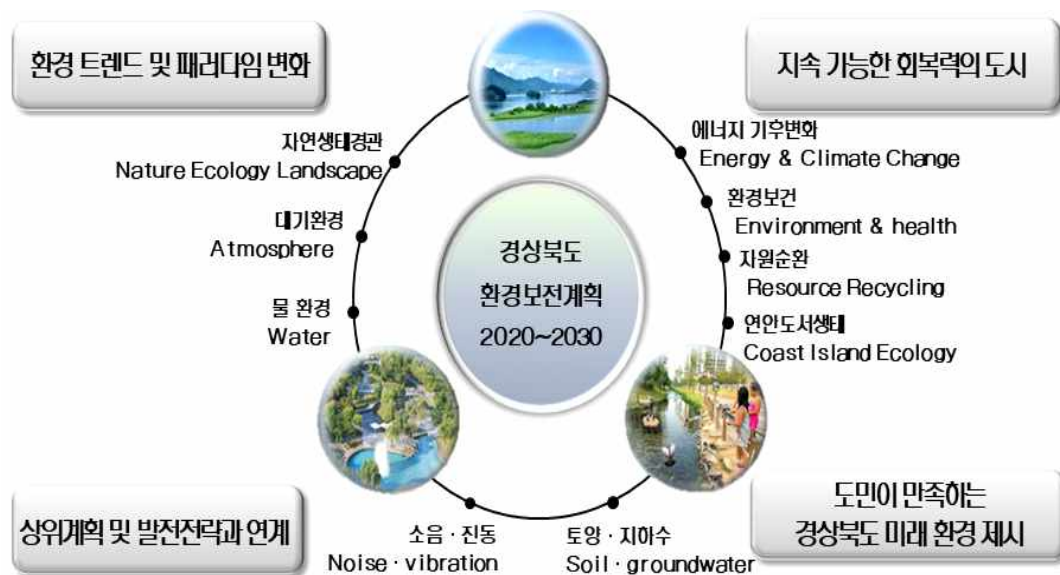 환경 트렌드 및 패러다임 변화
지속 가능한 회복력의 도시
자연생태경관
Nature Ecology Landscape
대기환경
Atmosphere
물 환경
Water
에너지 기후변화
Energy & Climate Change
환경보건
Environment & health
자원순환
Resource Recycling
연안도서생태
Coast Island Ecology
경상북도
환경보전계획
2020~2030
소음·진동
Noise·vibration
토양·지하수
Soil·groundwater
상위계획 및 발전전략과 연계
도민이 만족하는
경상북도 미래 환경 제시